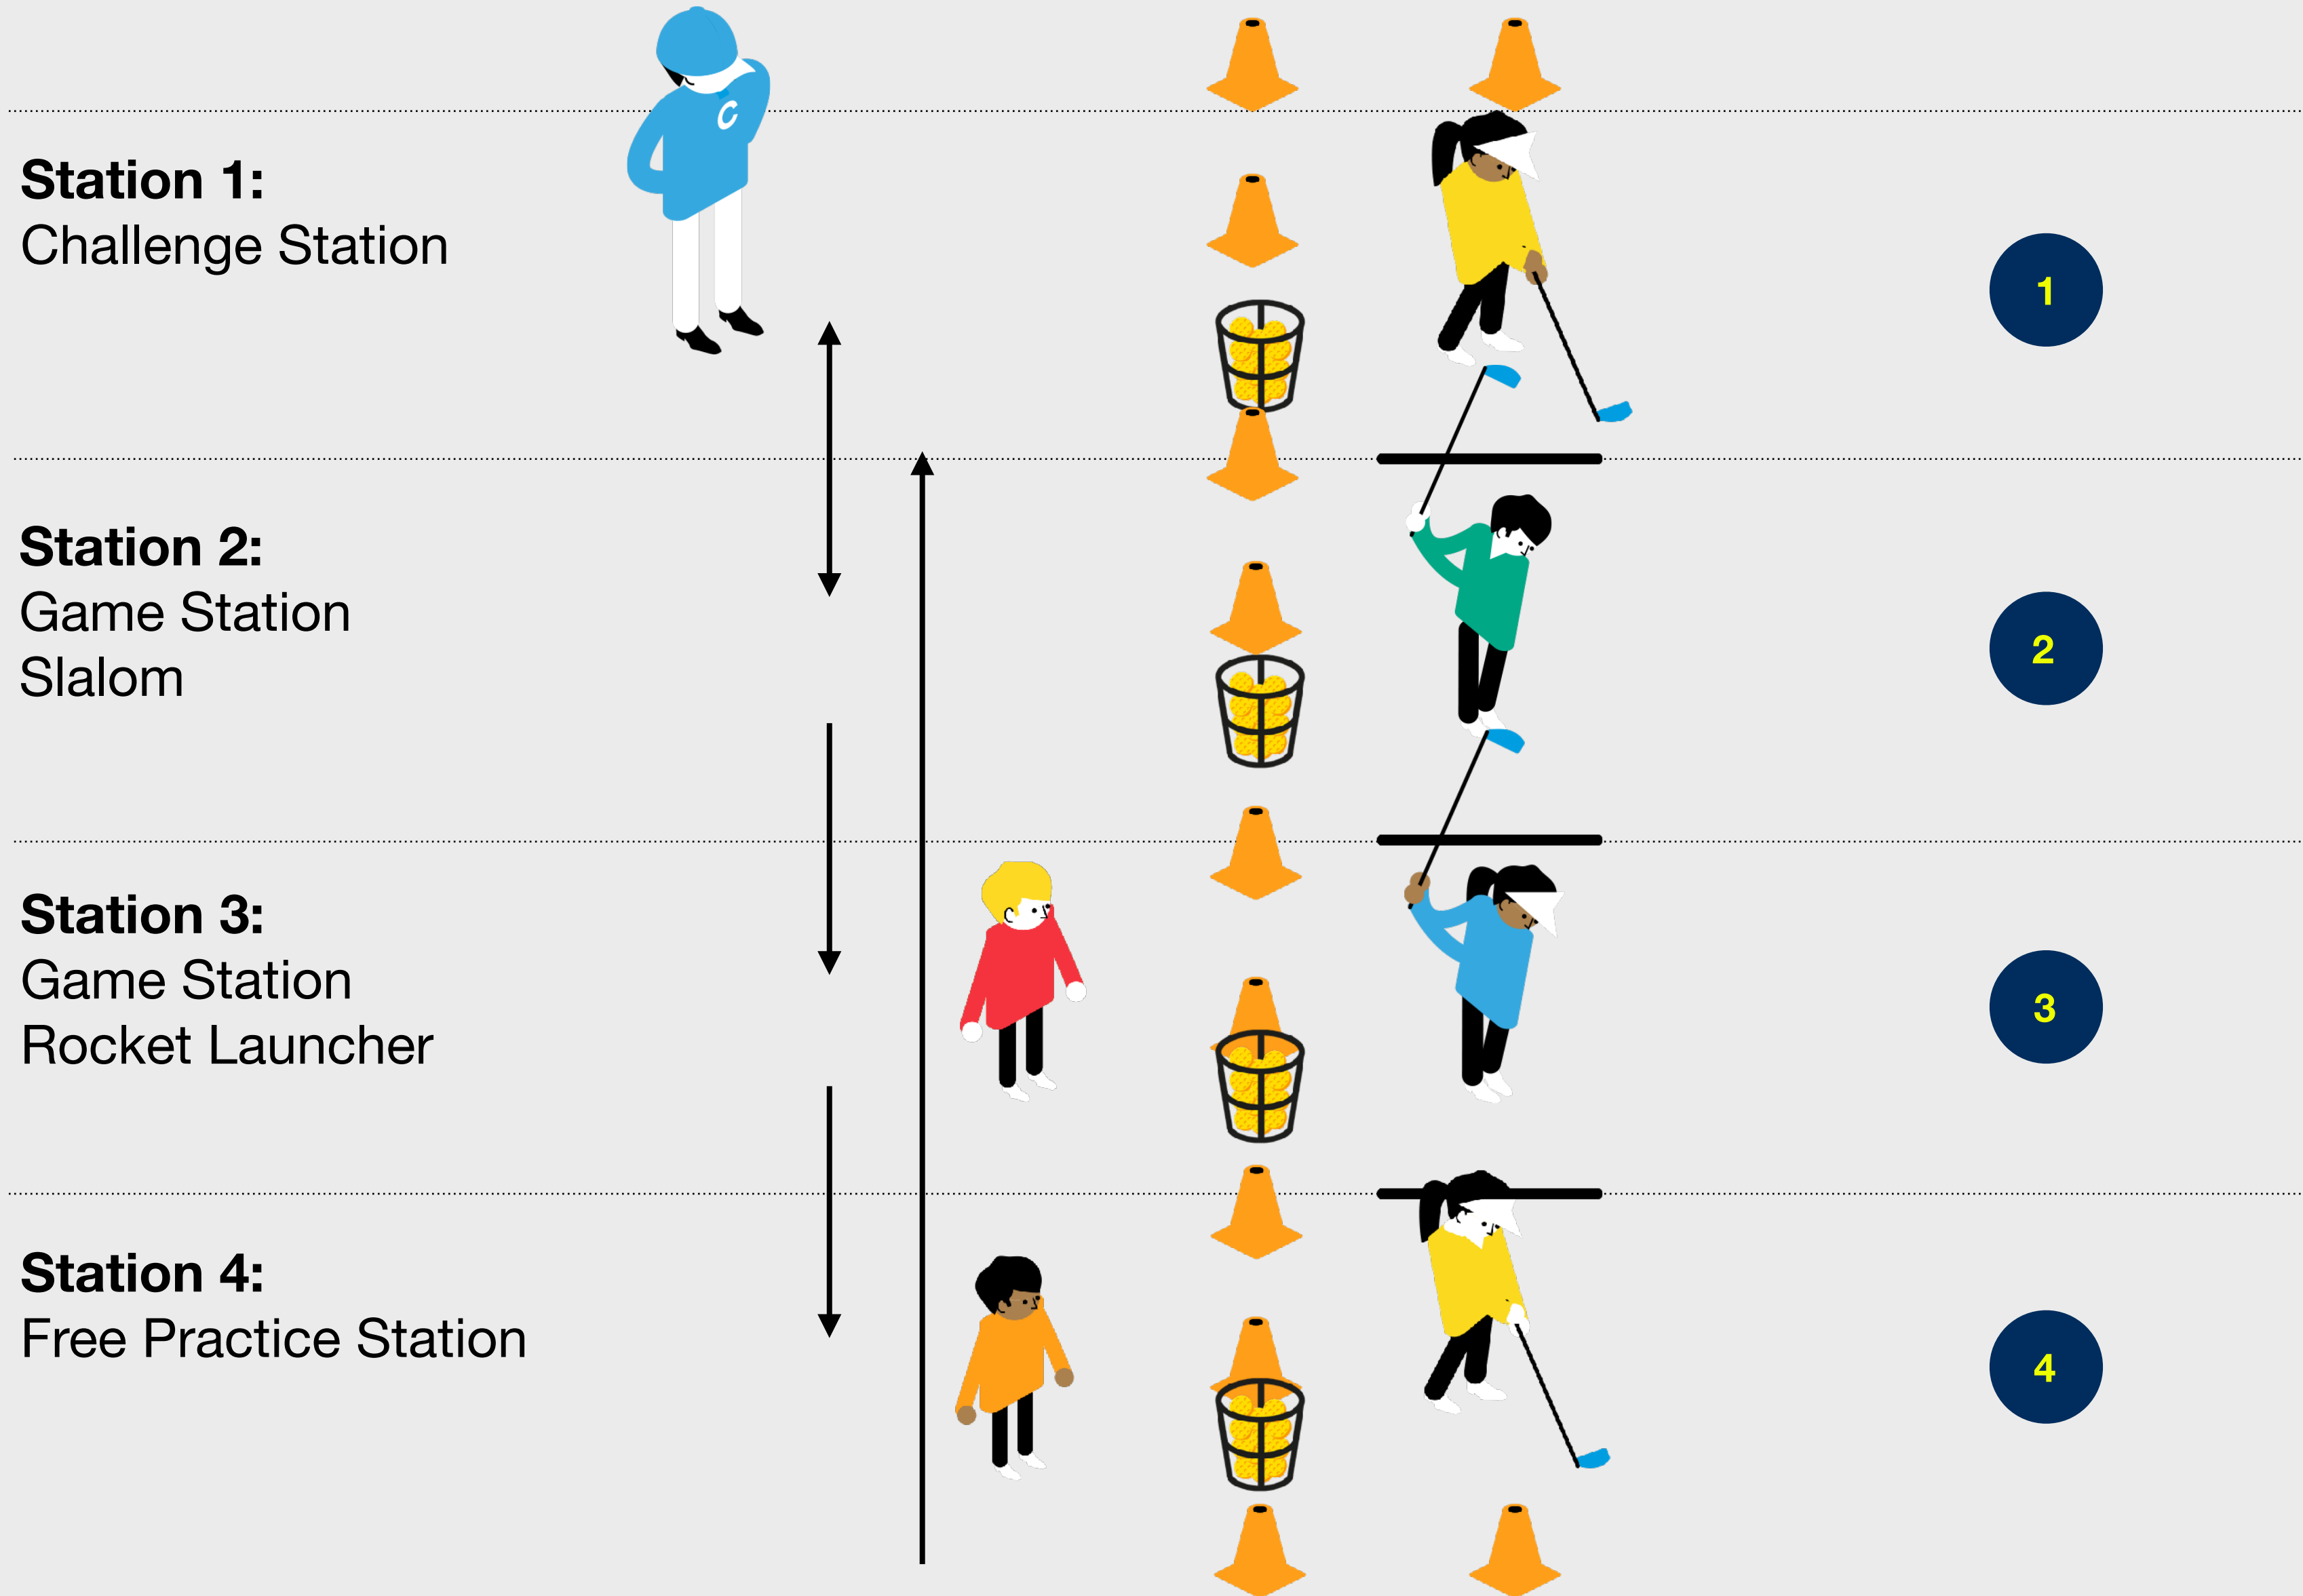 Station 1:
Challenge Station
1
Station 2:
Game Station
Slalom
2
Station 3:
Game Station
Rocket Launcher
3
Station 4:
Free Practice Station
4
C